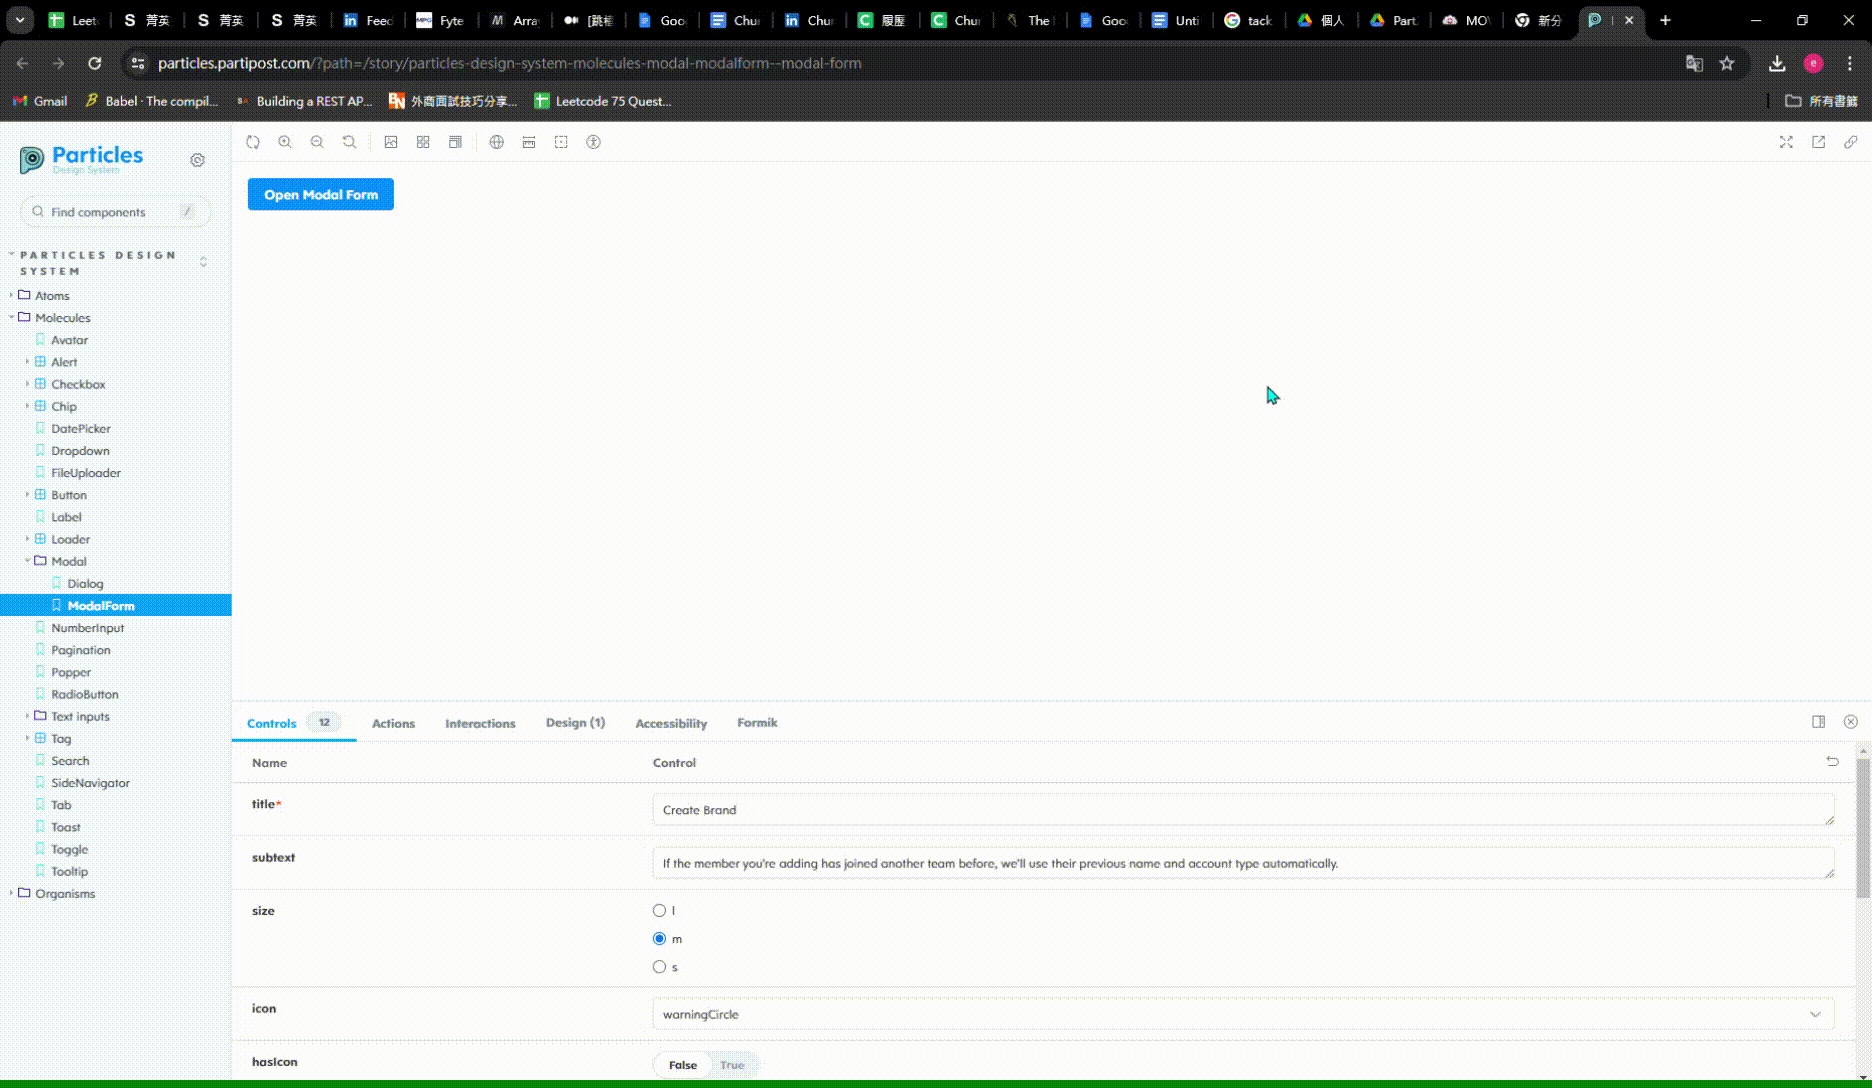 Leet
菁英
菁英
菁英
Feed
Fyte
Arra
[跳槽
Goo
Chu
Chu
履歷
Chu
The
Goo
Unti
tack
個人
Part.
MO
新分
particles.partipost.com/?path=/story/particles-design-system-molecules-modal-modalform--modal-form
Gmail
Babel · The compil...
Building a REST AP...
外商面試技巧分享...
Leetcode 75 Quest...
所有書籤
Particles
Design System
Find components
/
PARTICLES DESIGN
SYSTEM
Atoms
Molecules
Avatar
Alert
Checkbox
Chip
DatePicker
Dropdown
FileUploader
Button
Label
Loader
Modal
Dialog
ModalForm
NumberInput
Pagination
Popper
RadioButton
Text inputs
Tag
Search
SideNavigator
Tab
Toast
Toggle
Tooltip
Organisms
Open Modal Form
Controls 12 Actions Interactions Design (1) Accessibility Formik
Name Control
title* Create Brand
subtext If the member you're adding has joined another team before, we'll use their previous name and account type automatically.
size l
m
s
icon warningCircle
hasIcon False True